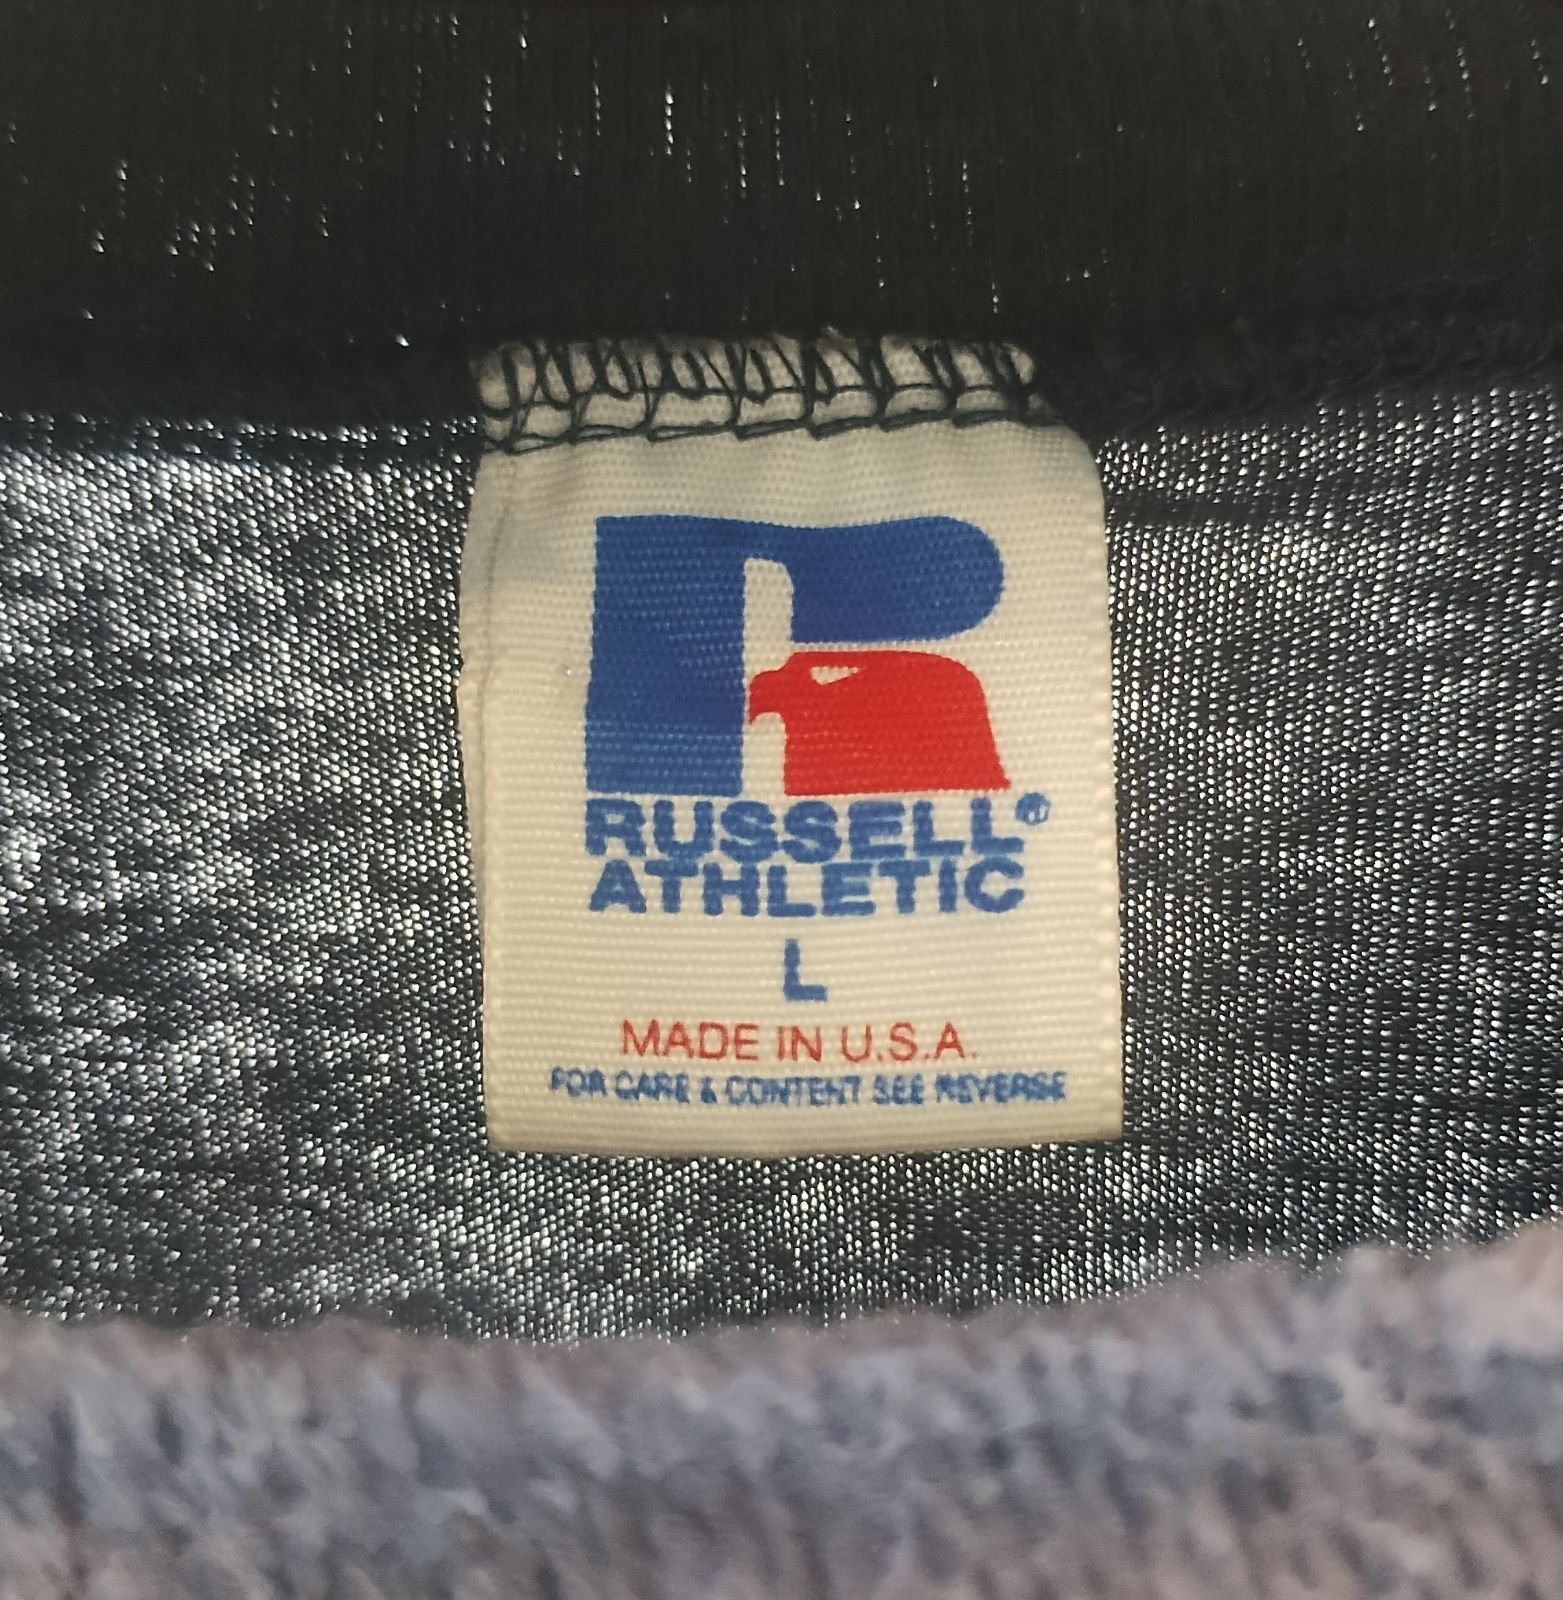 R
RUSSELL®
ATHLETIC
L
MADE IN U.S.A.
FOR CARE & CONTENT SEE REVERSE